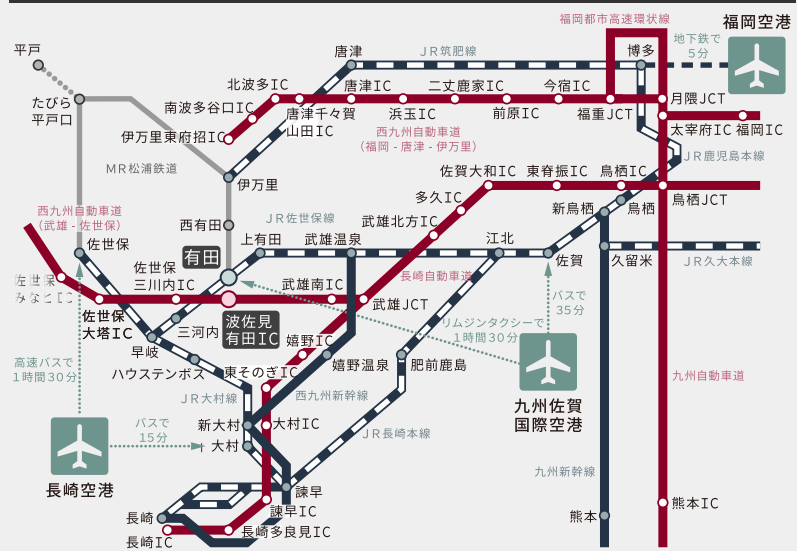 福岡都市高速環状線
福岡空港
平戸
唐津
JR筑肥線
博多
地下鉄で
5分
北波多IC
唐津IC
二丈鹿家IC
今宿IC
たびら
平戸口
南波多谷口IC
唐津千々賀
山田IC
浜玉IC
前原IC
福重JCT
月隈JCT
伊万里東府招IC
西九州自動車道
(福岡 - 唐津 - 伊万里)
太宰府IC
福岡IC
MR松浦鉄道
伊万里
佐賀大和IC
東脊振IC
鳥栖IC
JR鹿児島本線
多久IC
新鳥栖
鳥栖
鳥栖JCT
西九州自動車道
(武雄 - 佐世保)
西有田
JR佐世保線
武雄北方IC
佐世保
有田
上有田
武雄温泉
江北
佐賀
久留米
JR久大本線
佐世保
みなとIC
佐世保
三川内IC
武雄南IC
長崎自動車道
武雄JCT
バスで
35分
佐世保
大塔IC
三河内
波佐見
有田IC
リムジンタクシーで
1時間30分
早岐
嬉野IC
高速バスで
1時間30分
ハウステンボス
東そのぎIC
嬉野温泉
肥前鹿島
九州自動車道
JR大村線
西九州新幹線
九州佐賀
国際空港
バスで
15分
新大村
大村IC
大村
JR長崎本線
長崎空港
九州新幹線
諫早
諫早IC
熊本IC
長崎
長崎多良見IC
熊本
長崎IC